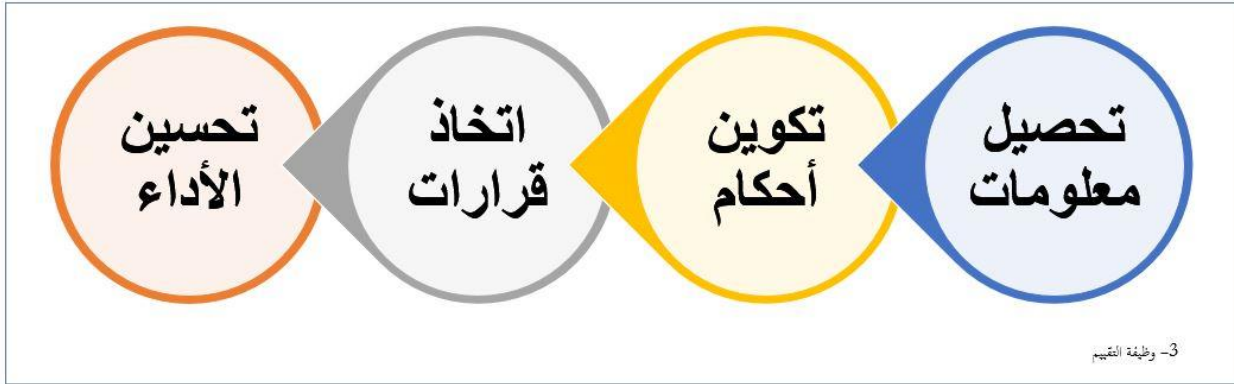 تحصيل
معلومات
تكوين
أحكام
اتخاذ
قرارات
تحسين
الأداء
3- وظيفة التقييم